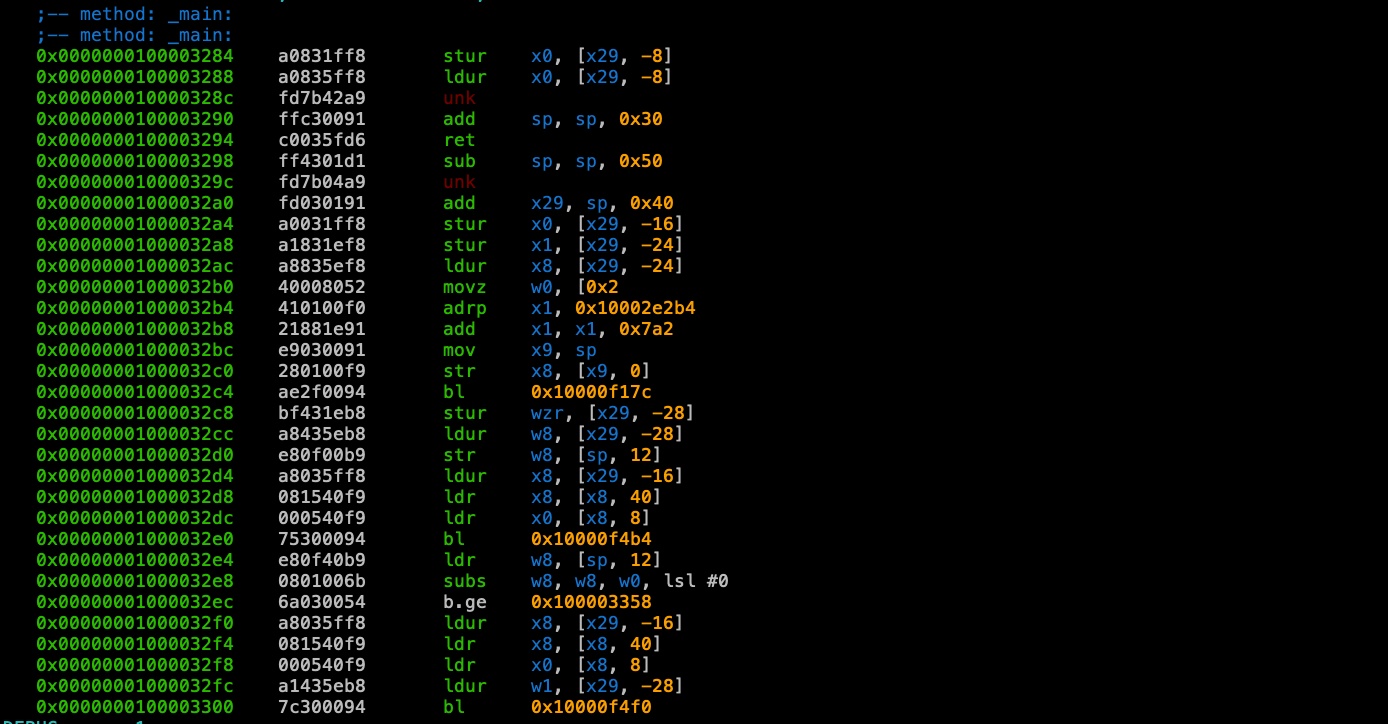 ;-- method: _main:
;-- method: _main:
0x0000000100003284 a0831ff8 stur x0, [x29, -8]
0x0000000100003288 a0835ff8 ldur x0, [x29, -8]
0x000000010000328c fd7b42a9 unk
0x0000000100003290 ffc30091 add sp, sp, 0x30
0x0000000100003294 c0035fd6 ret
0x0000000100003298 ff4301d1 sub sp, sp, 0x50
0x000000010000329c fd7b04a9 unk
0x00000001000032a0 fd030191 add x29, sp, 0x40
0x00000001000032a4 a0031ff8 stur x0, [x29, -16]
0x00000001000032a8 a1831ef8 stur x1, [x29, -24]
0x00000001000032ac a8835ef8 ldur x8, [x29, -24]
0x00000001000032b0 40008052 movz w0, [0x2
0x00000001000032b4 410100f0 adrp x1, 0x10002e2b4
0x00000001000032b8 21881e91 add x1, x1, 0x7a2
0x00000001000032bc e9030091 mov x9, sp
0x00000001000032c0 280100f9 str x8, [x9, 0]
0x00000001000032c4 ae2f0094 bl 0x10000f17c
0x00000001000032c8 bf431eb8 stur wzr, [x29, -28]
0x00000001000032cc a8435eb8 ldur w8, [x29, -28]
0x00000001000032d0 e80f00b9 str w8, [sp, 12]
0x00000001000032d4 a8035ff8 ldur x8, [x29, -16]
0x00000001000032d8 081540f9 ldr x8, [x8, 40]
0x00000001000032dc 000540f9 ldr x0, [x8, 8]
0x00000001000032e0 75300094 bl 0x10000f4b4
0x00000001000032e4 e80f40b9 ldr w8, [sp, 12]
0x00000001000032e8 0801006b subs w8, w8, w0, lsl #0
0x00000001000032ec 6a030054 b.ge 0x100003358
0x00000001000032f0 a8035ff8 ldur x8, [x29, -16]
0x00000001000032f4 081540f9 ldr x8, [x8, 40]
0x00000001000032f8 000540f9 ldr x0, [x8, 8]
0x00000001000032fc a1435eb8 ldur w1, [x29, -28]
0x0000000100003300 7c300094 bl 0x10000f4f0